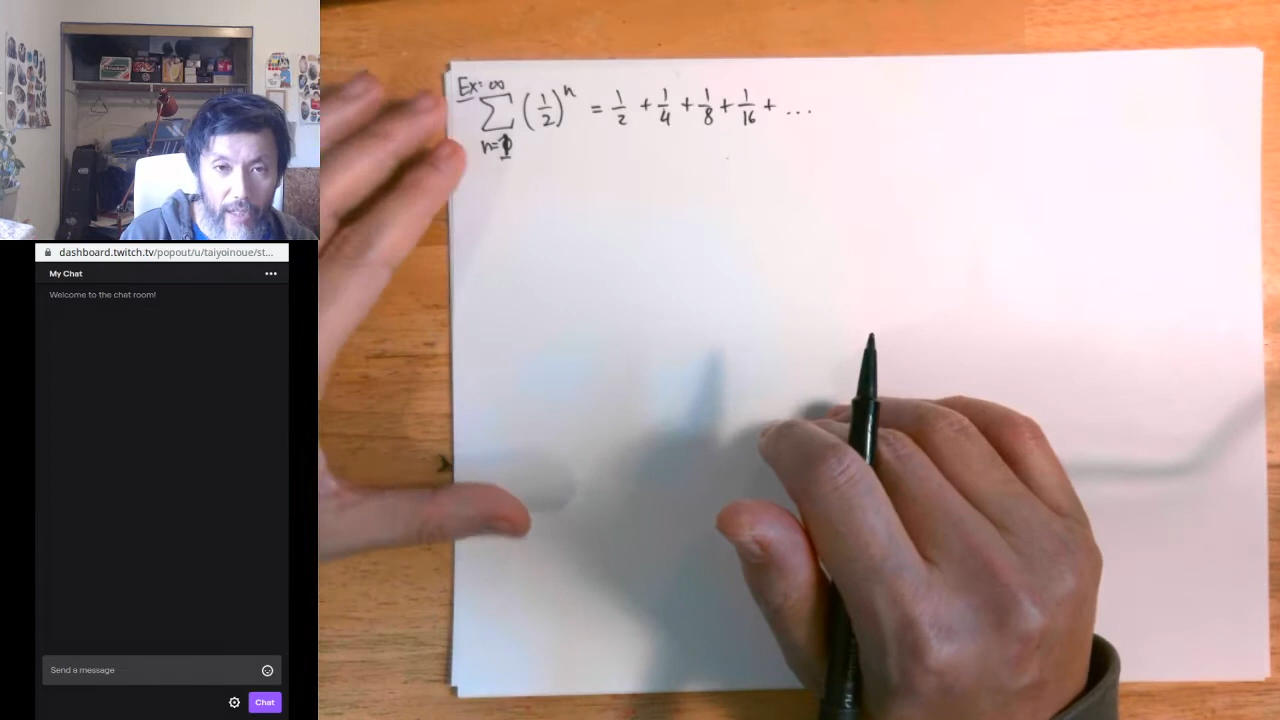 dashboard.twitch.tv/popout/u/taiyoinoue/st...
My Chat
Welcome to the chat room!
Send a message
Chat
Ex: ∞
∑ (1/2)^n = 1/2 + 1/4 + 1/8 + 1/16 + ...
n=1